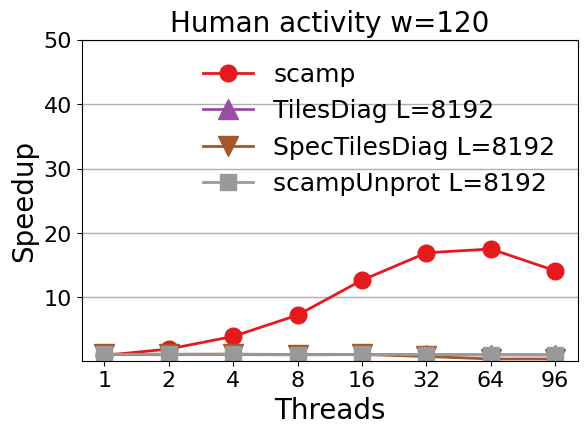 Human activity w=120
50
40
30
20
10
Speedup
scamp
TilesDiag L=8192
SpecTilesDiag L=8192
scampUnprot L=8192
1 2 4 8 16 32 64 96
Threads